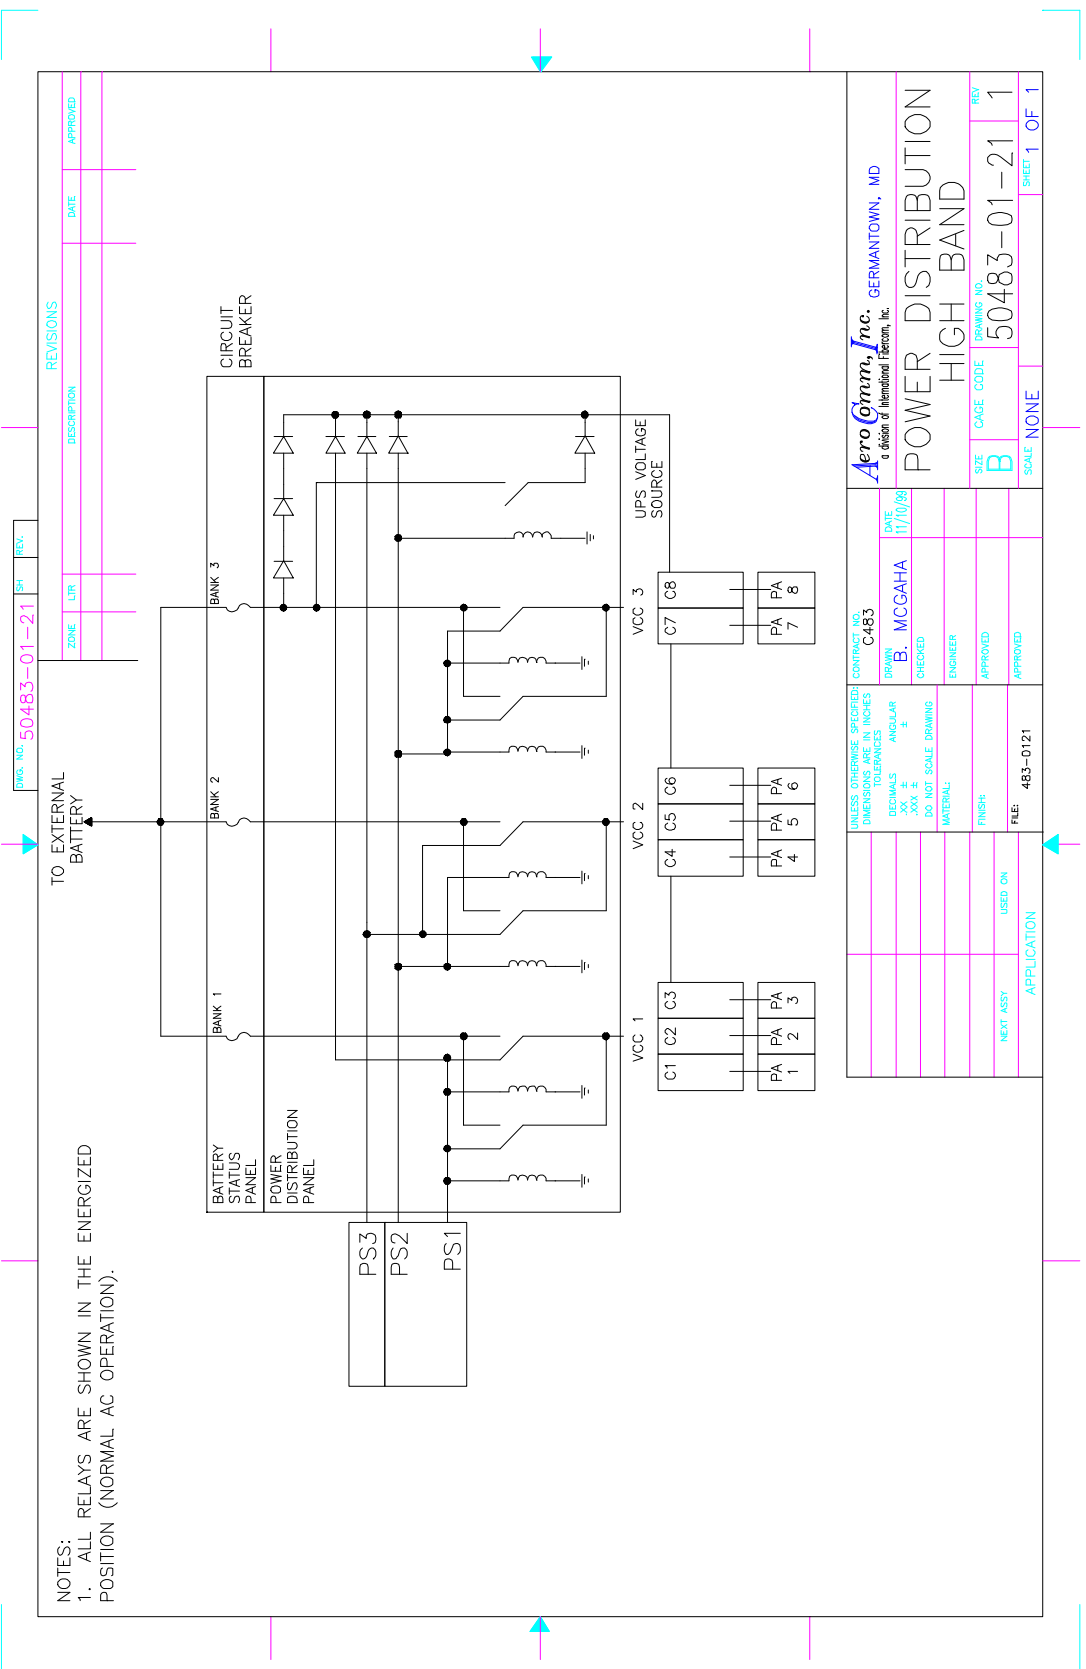 NOTES:
1. ALL RELAYS ARE SHOWN IN THE ENERGIZED
POSITION (NORMAL AC OPERATION).
DWG. NO. 50483-01-21 SH REV.
REVISIONS
ZONE LTR DESCRIPTION DATE APPROVED
TO EXTERNAL
BATTERY
BATTERY
STATUS
PANEL
BANK 1
BANK 2
BANK 3
CIRCUIT
BREAKER
POWER
DISTRIBUTION
PANEL
PS3
PS2
PS1
VCC 1
VCC 2
VCC 3
UPS VOLTAGE
SOURCE
C1 C2 C3 C4 C5 C6 C7 C8
PA 1
PA 2
PA 3
PA 4
PA 5
PA 6
PA 7
PA 8
NEXT ASSY USED ON
APPLICATION
UNLESS OTHERWISE SPECIFIED:
DIMENSIONS ARE IN INCHES
TOLERANCES
DECIMALS ANGULAR
.XX ± ±
.XXX ±
DO NOT SCALE DRAWING
MATERIAL:
FINISH:
FILE: 483-D121
CONTRACT NO.
C483
DRAWN DATE
B. MCGAHA 11/10/99
CHECKED
ENGINEER
APPROVED
APPROVED
AeroComm, Inc. GERMANTOWN, MD
a division of International Fibercom, Inc.
POWER DISTRIBUTION
HIGH BAND
SIZE CAGE CODE DRAWING NO. REV
B 50483-01-21 1
SCALE NONE SHEET 1 OF 1